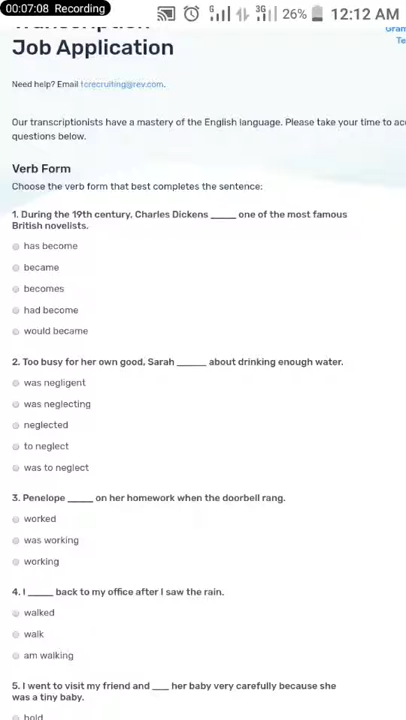 00:07:08 Recording
G 3G 26% 12:12 AM
Transcription
Job Application
Need help? Email tcrecruiting@rev.com.
Our transcriptionists have a mastery of the English language. Please take your time to
questions below.
Verb Form
Choose the verb form that best completes the sentence:
1. During the 19th century, Charles Dickens _____ one of the most famous
British novelists.
has become
became
becomes
had become
would became
2. Too busy for her own good, Sarah ______ about drinking enough water.
was negligent
was neglecting
neglected
to neglect
was to neglect
3. Penelope _____ on her homework when the doorbell rang.
worked
was working
working
4. I _____ back to my office after I saw the rain.
walked
walk
am walking
5. I went to visit my friend and ___ her baby very carefully because she
was a tiny baby.
hold